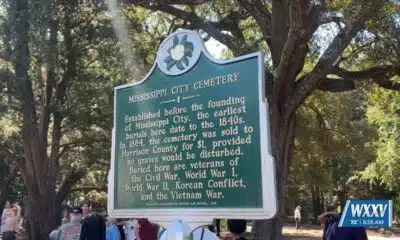 MISSISSIPPI CITY CEMETERY
Established before the founding
of Mississippi City, the earliest
burials here date to the 1840s.
In 1884, the cemetery was sold to
Harrison County for $1, provided
no graves would be disturbed.
Buried here are veterans of
the Civil War, World War I,
World War II, Korean Conflict,
and the Vietnam War.
WXXV